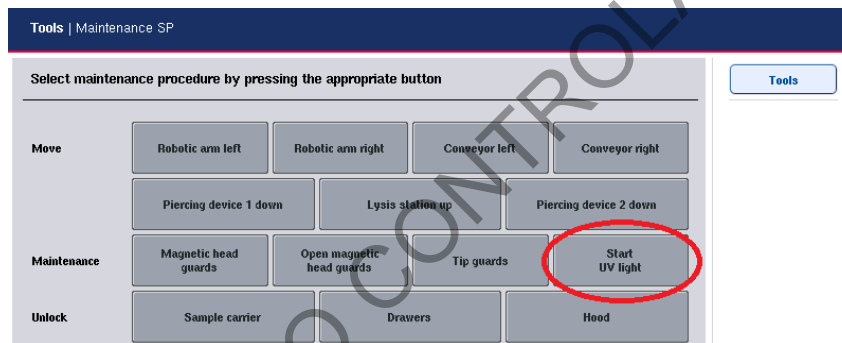 Tools | Maintenance SP
Select maintenance procedure by pressing the appropriate button
Tools
Move
Robotic arm left
Robotic arm right
Conveyor left
Conveyor right
Piercing device 1 down
Lysis station up
Piercing device 2 down
Maintenance
Magnetic head
guards
Open magnetic
head guards
Tip guards
Start
UV light
Unlock
Sample carrier
Drawers
Hood
O CONTROLA